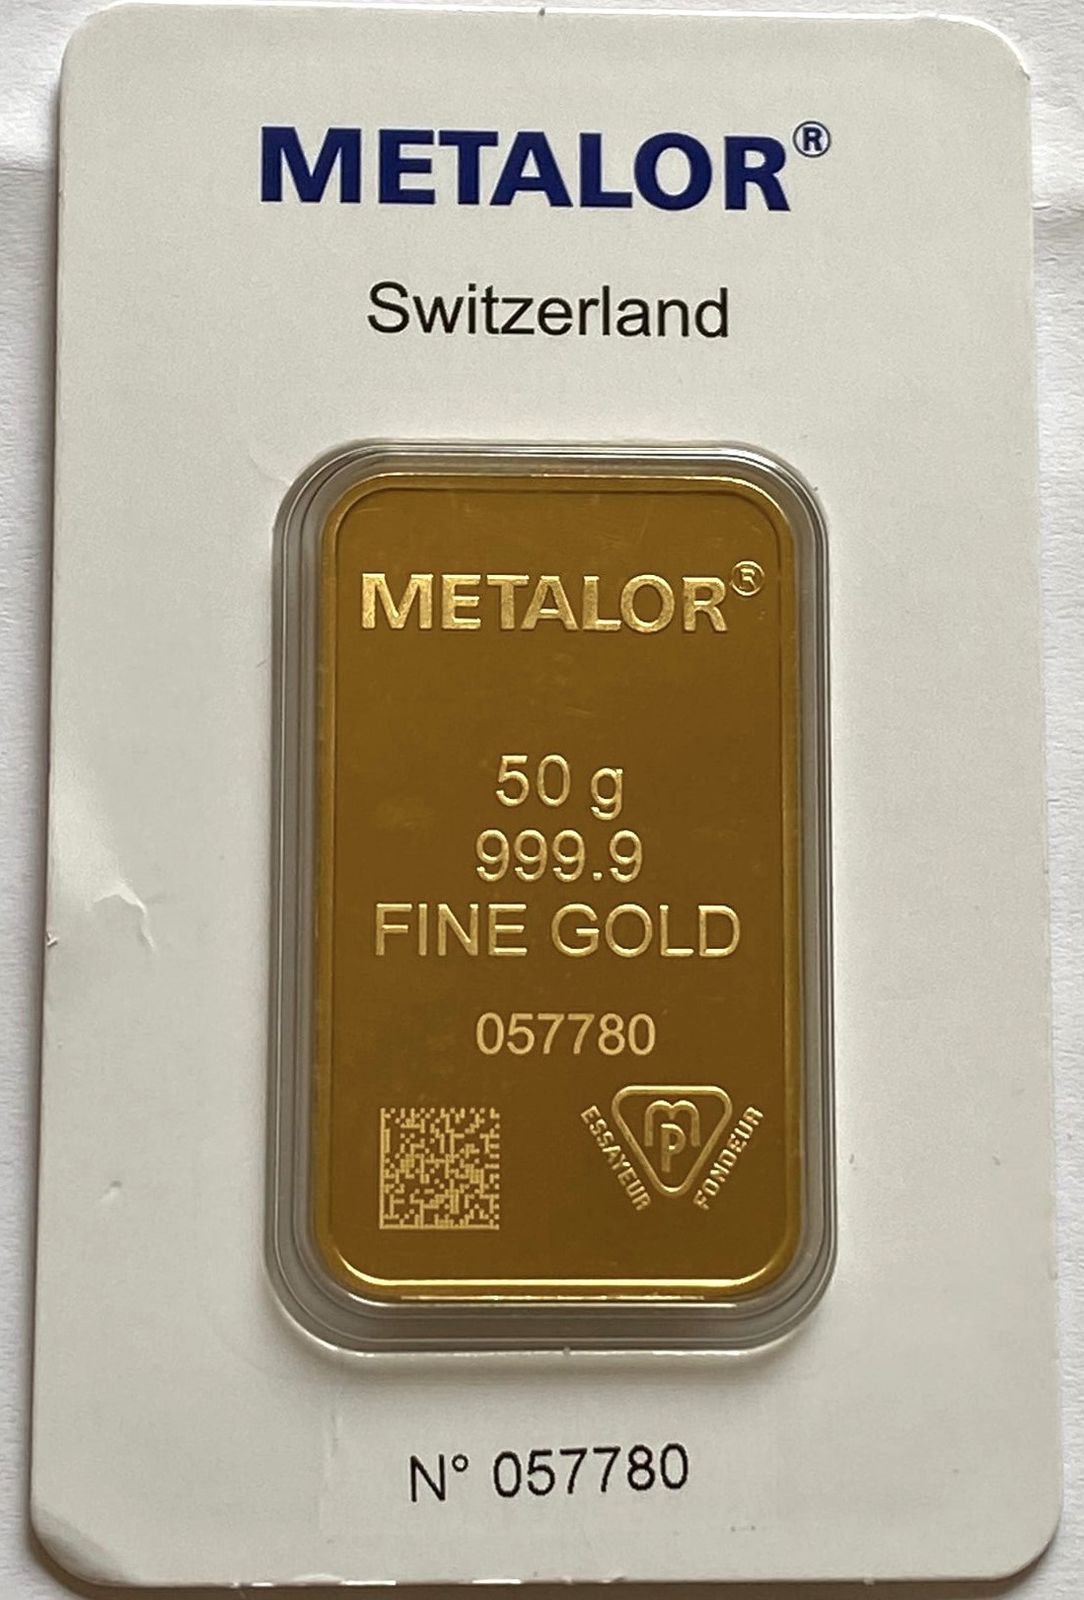 METALOR®
Switzerland
METALOR®
50 g
999.9
FINE GOLD
057780
ESSAYEUR MP FONDEUR
N° 057780